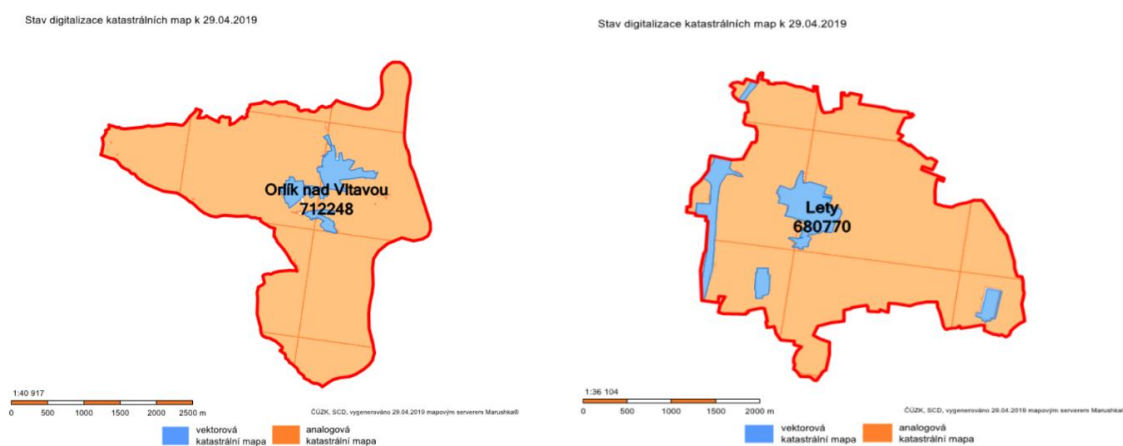 Stav digitalizace katastrálních map k 29.04.2019
Orlík nad Vltavou
712248
1:40 917
0 500 1000 1500 2000 2500 m
ČÚZK, SCD, vygenerováno 29.04.2019 mapovým serverem Marushka®
vektorová
katastrální mapa
analogová
katastrální mapa
Stav digitalizace katastrálních map k 29.04.2019
Lety
680770
1:36 104
0 500 1000 1500 2000 m
ČÚZK, SCD, vygenerováno 29.04.2019 mapovým serverem Marushka®
vektorová
katastrální mapa
analogová
katastrální mapa